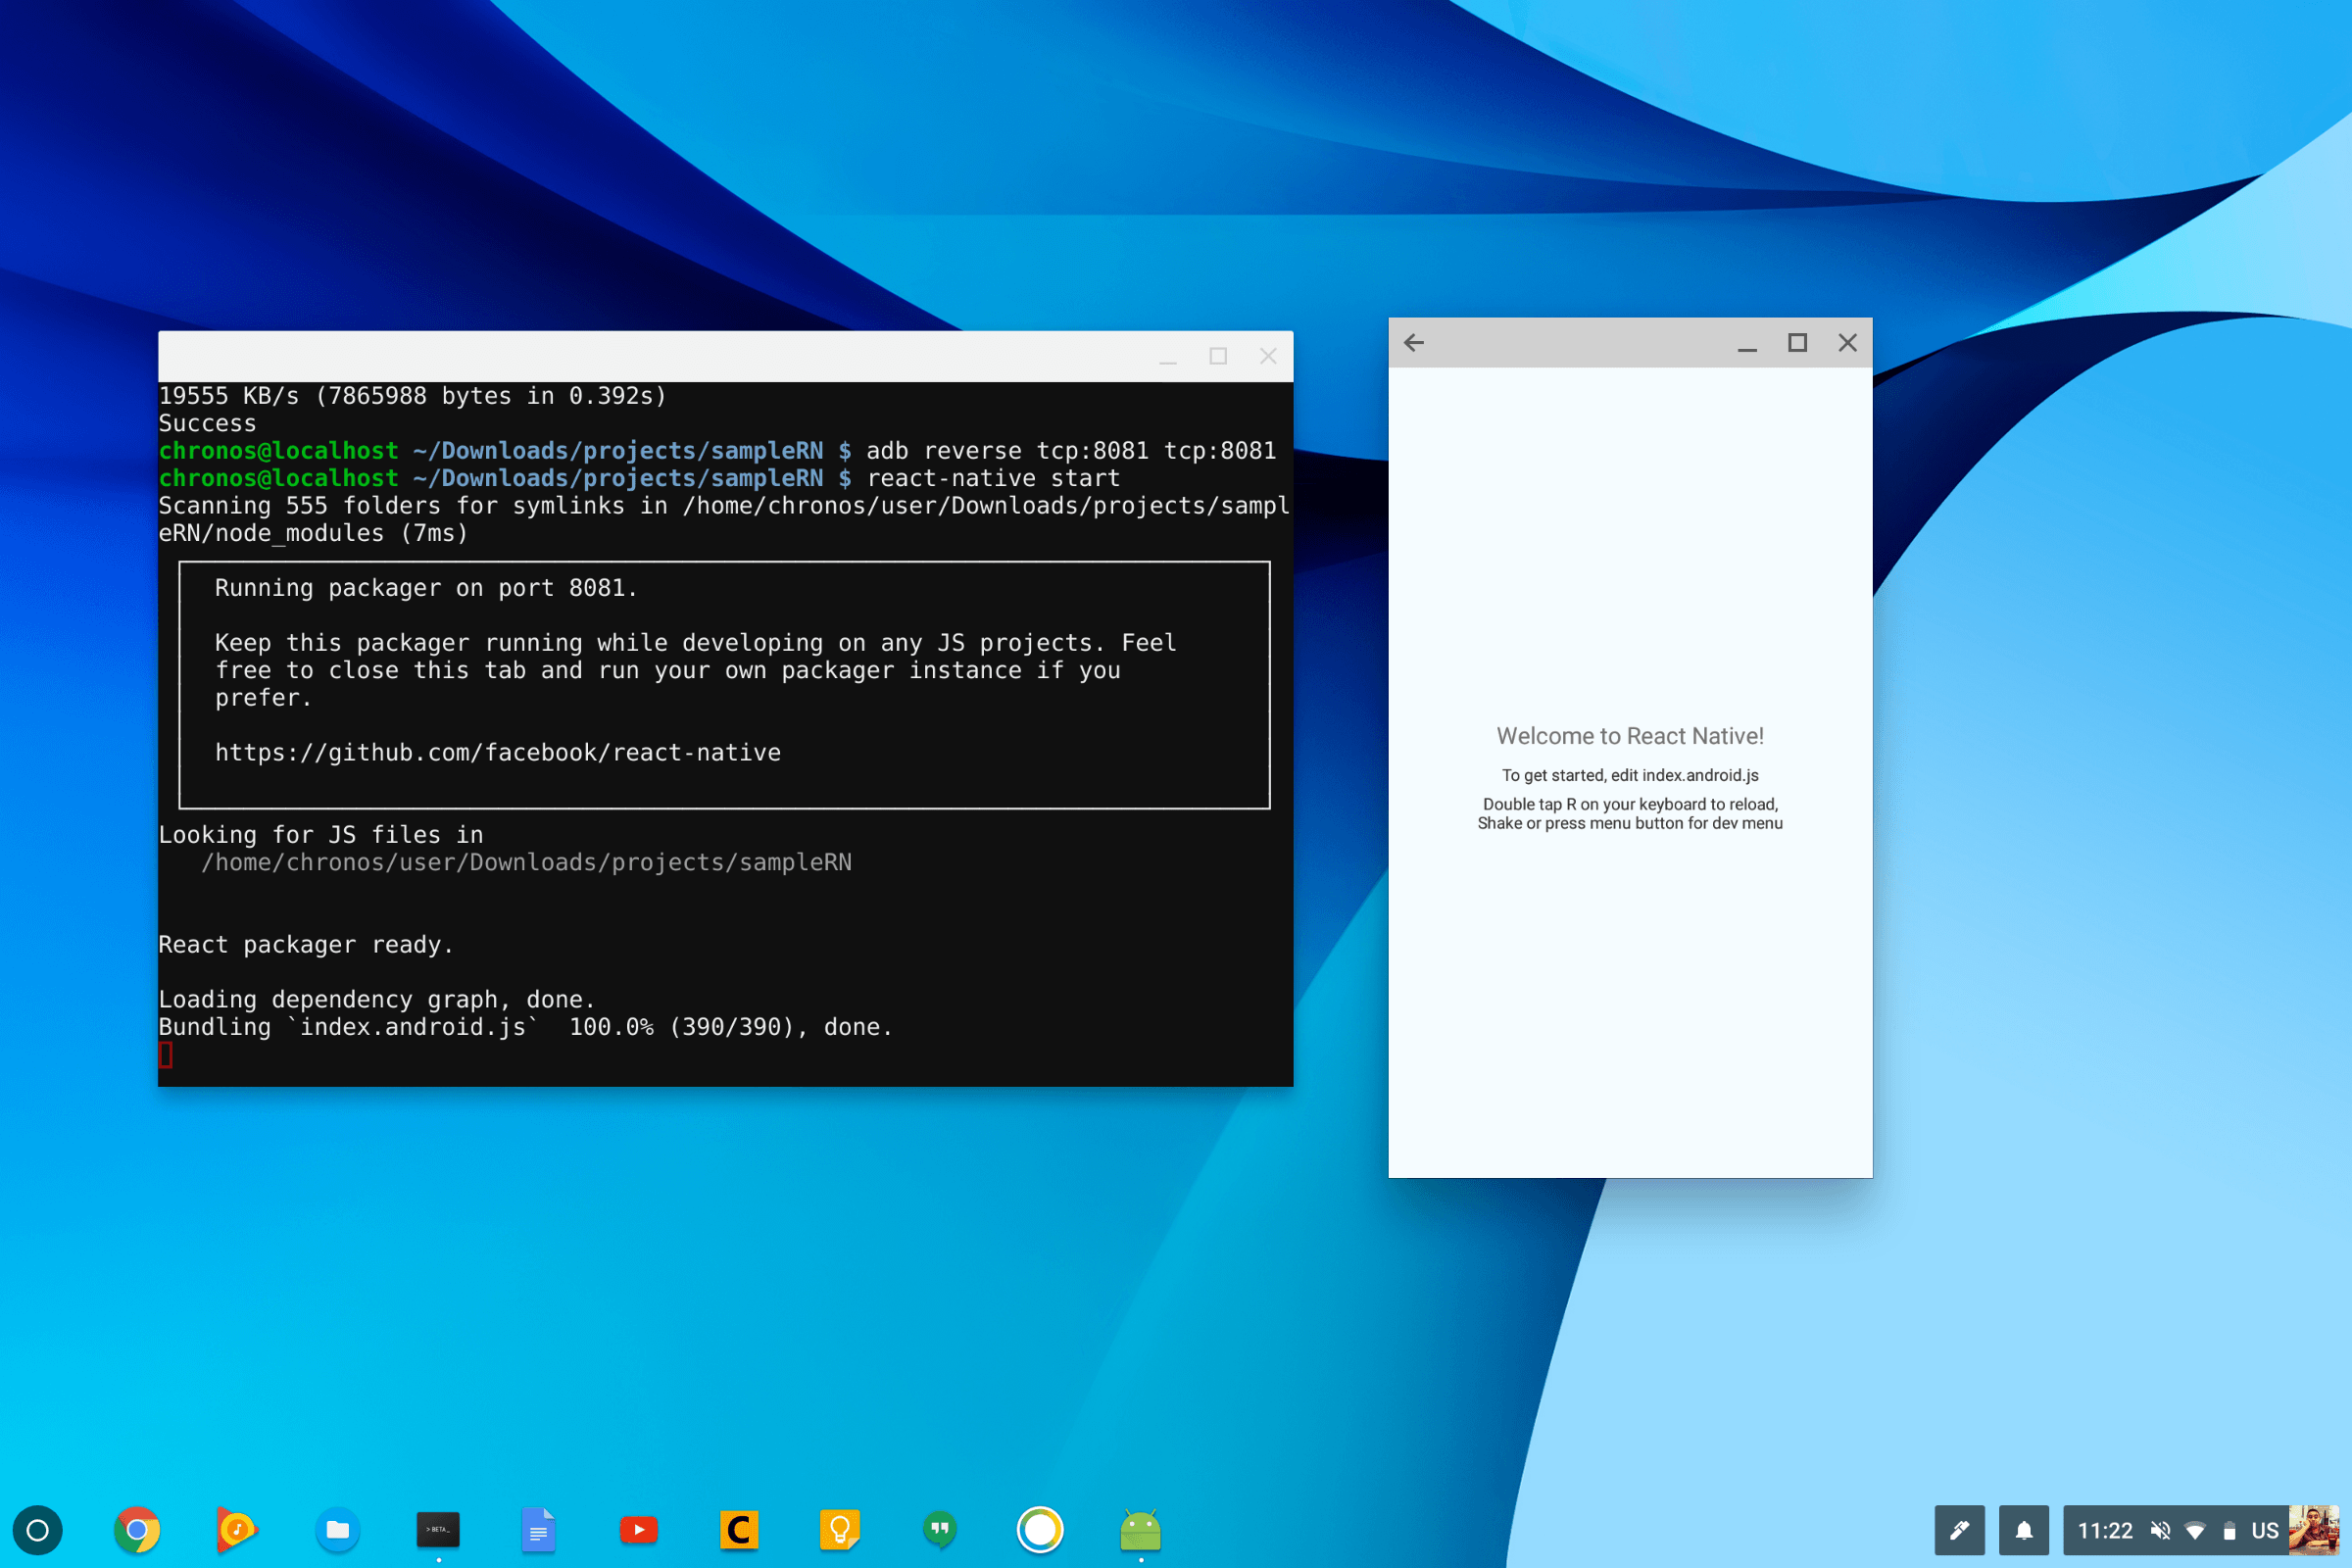 19555 KB/s (7865988 bytes in 0.392s)
Success
chronos@localhost ~/Downloads/projects/sampleRN $ adb reverse tcp:8081 tcp:8081
chronos@localhost ~/Downloads/projects/sampleRN $ react-native start
Scanning 555 folders for symlinks in /home/chronos/user/Downloads/projects/sampl
eRN/node_modules (7ms)
Running packager on port 8081.
Keep this packager running while developing on any JS projects. Feel
free to close this tab and run your own packager instance if you
prefer.
https://github.com/facebook/react-native
Looking for JS files in
/home/chronos/user/Downloads/projects/sampleRN
React packager ready.
Loading dependency graph, done.
Bundling `index.android.js`  100.0% (390/390), done.
Welcome to React Native!
To get started, edit index.android.js
Double tap R on your keyboard to reload,
Shake or press menu button for dev menu
> BETA_
C
11:22 US